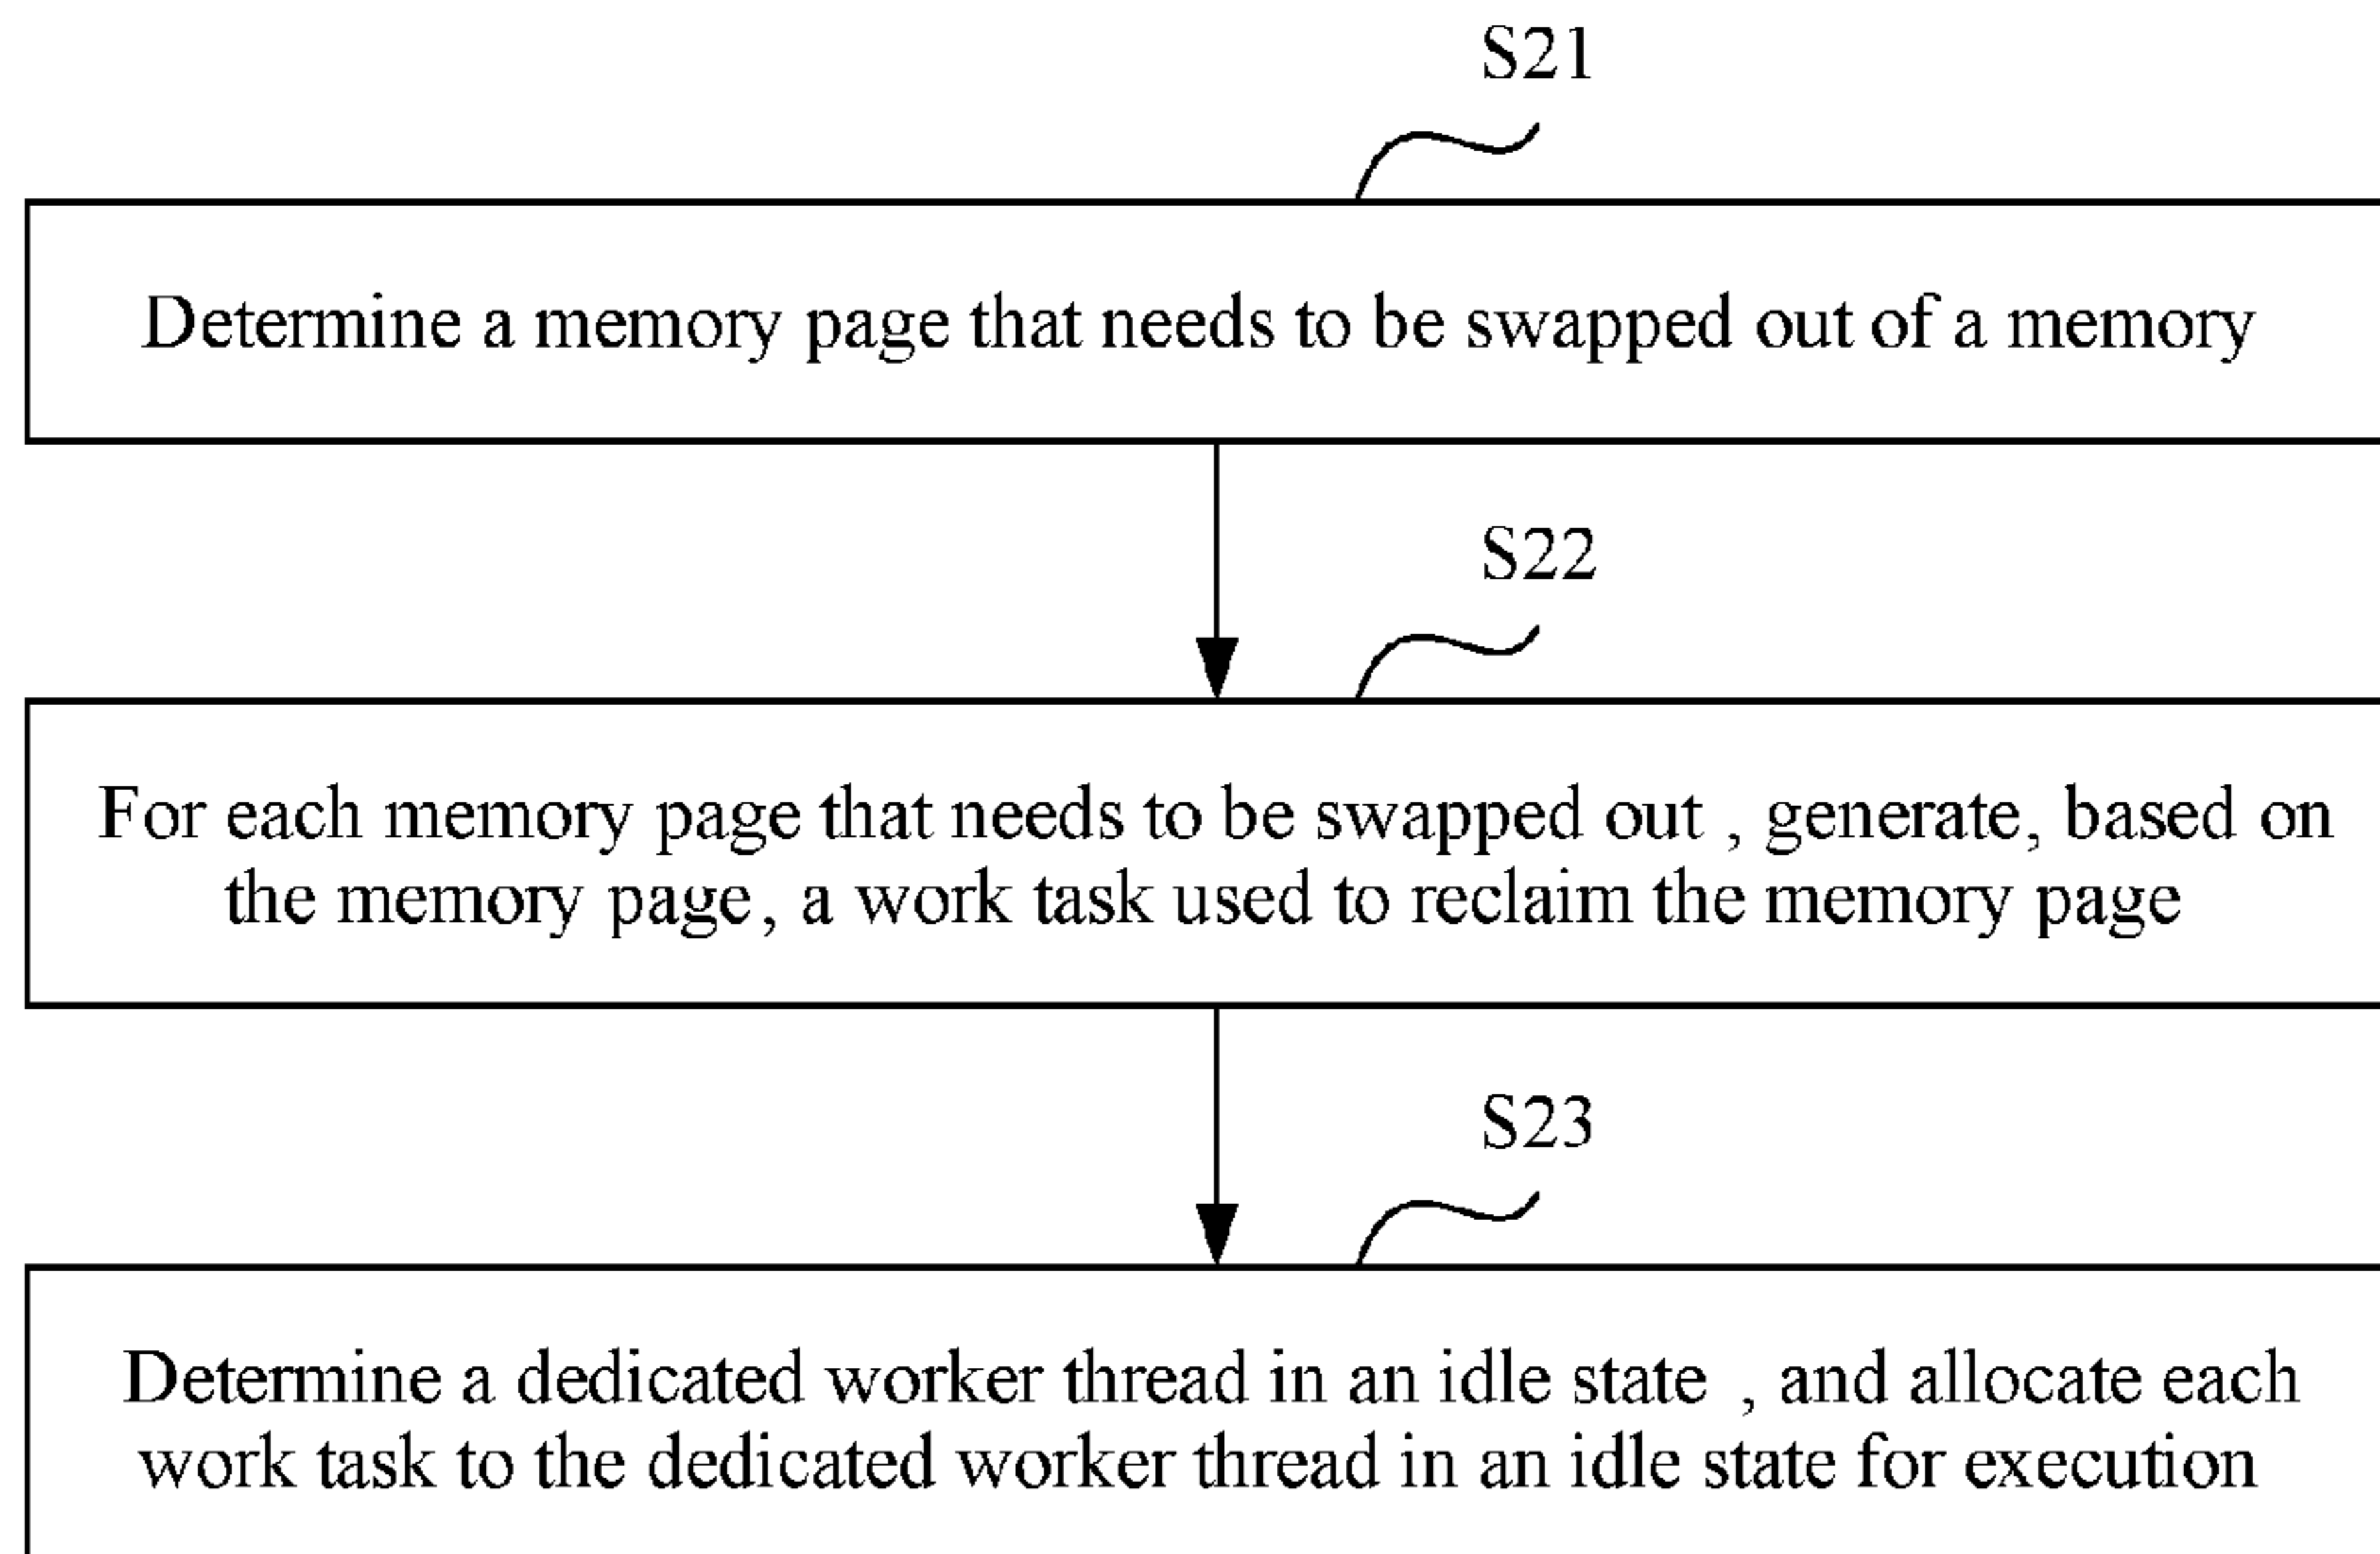 S21
Determine a memory page that needs to be swapped out of a memory
S22
For each memory page that needs to be swapped out , generate, based on
the memory page, a work task used to reclaim the memory page
S23
Determine a dedicated worker thread in an idle state , and allocate each
work task to the dedicated worker thread in an idle state for execution